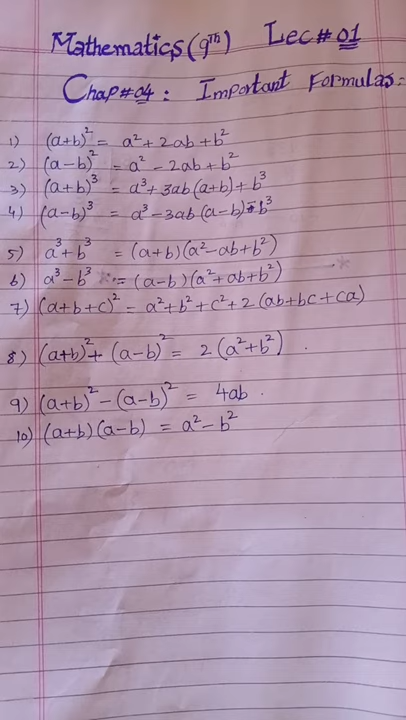 Mathematics (9th) Lec # 01
Chap # 04 : Important Formulas:
1) (a+b)² = a² + 2ab + b²
2) (a-b)² = a² - 2ab + b²
3) (a+b)³ = a³ + 3ab(a+b) + b³
4) (a-b)³ = a³ - 3ab(a-b) - b³
5) a³ + b³ = (a+b)(a² - ab + b²)
6) a³ - b³ = (a-b)(a² + ab + b²)
7) (a+b+c)² = a² + b² + c² + 2(ab + bc + ca)
8) (a+b)² + (a-b)² = 2(a² + b²).
9) (a+b)² - (a-b)² = 4ab.
10) (a+b)(a-b) = a² - b²